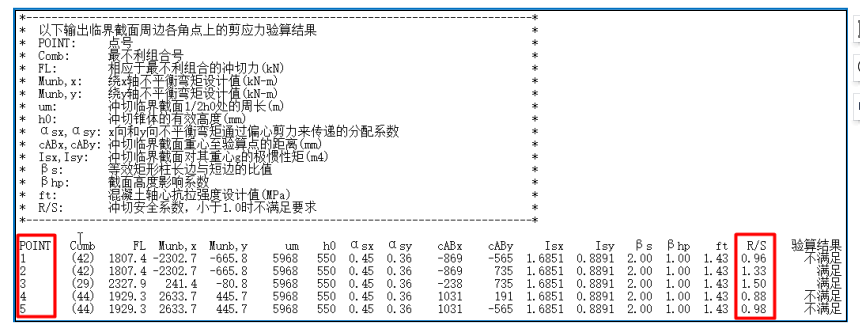 *------------------------------------------------------------------*
* 以下输出临界截面周边各角点上的剪应力验算结果 *
* POINT: 点号 *
* Comb: 最不利组合号 *
* FL: 相应于最不利组合的冲切力(kN) *
* Munb,x: 绕x轴不平衡弯矩设计值(kN-m) *
* Munb,y: 绕y轴不平衡弯矩设计值(kN-m) *
* um: 冲切临界截面1/2h0处的周长(m) *
* h0: 冲切锥体的有效高度(mm) *
* αsx,αsy: x向和y向不平衡弯矩通过偏心剪力来传递的分配系数 *
* cABx,cABy: 冲切临界截面重心至验算点的距离(mm) *
* Isx,Isy: 冲切临界截面对其重心g的极惯性矩(m4) *
* βs: 等效矩形柱长边与短边的比值 *
* βhp: 截面高度影响系数 *
* ft: 混凝土轴心抗拉强度设计值(MPa) *
* R/S: 冲切安全系数，小于1.0时不满足要求 *
*------------------------------------------------------------------*
POINT Comb FL Munb,x Munb,y um h0 αsx αsy cABx cABy Isx Isy βs βhp ft R/S 验算结果
1 (42) 1807.4 -2302.7 -665.8 5968 550 0.45 0.36 -869 -565 1.6851 0.8891 2.00 1.00 1.43 0.96 不满足
2 (42) 1807.4 -2302.7 -665.8 5968 550 0.45 0.36 -869 735 1.6851 0.8891 2.00 1.00 1.43 1.33 满足
3 (29) 2327.9 241.4 -80.8 5968 550 0.45 0.36 -238 735 1.6851 0.8891 2.00 1.00 1.43 1.50 满足
4 (44) 1929.3 2633.7 445.7 5968 550 0.45 0.36 1031 191 1.6851 0.8891 2.00 1.00 1.43 0.88 不满足
5 (44) 1929.3 2633.7 445.7 5968 550 0.45 0.36 1031 -565 1.6851 0.8891 2.00 1.00 1.43 0.98 不满足